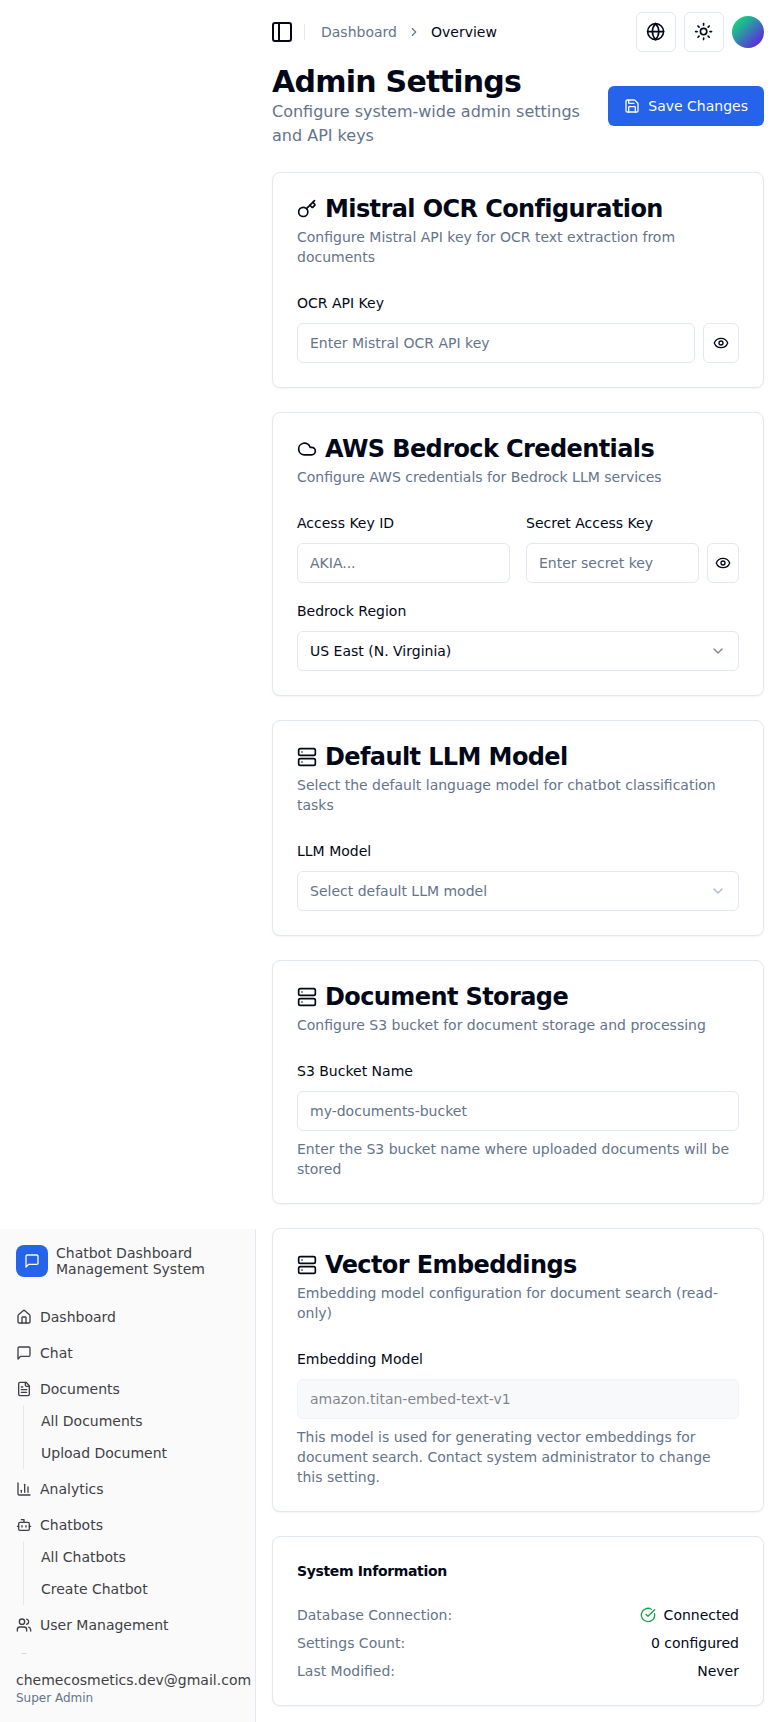 Dashboard
Overview
Admin Settings
Configure system-wide admin settings
and API keys
Save Changes
Mistral OCR Configuration
Configure Mistral API key for OCR text extraction from
documents
OCR API Key
Enter Mistral OCR API key
AWS Bedrock Credentials
Configure AWS credentials for Bedrock LLM services
Access Key ID
Secret Access Key
AKIA...
Enter secret key
Bedrock Region
US East (N. Virginia)
Default LLM Model
Select the default language model for chatbot classification
tasks
LLM Model
Select default LLM model
Document Storage
Configure S3 bucket for document storage and processing
S3 Bucket Name
my-documents-bucket
Enter the S3 bucket name where uploaded documents will be
stored
Vector Embeddings
Embedding model configuration for document search (read-
only)
Embedding Model
amazon.titan-embed-text-v1
This model is used for generating vector embeddings for
document search. Contact system administrator to change
this setting.
System Information
Database Connection:
Connected
Settings Count:
0 configured
Last Modified:
Never
Chatbot Dashboard
Management System
Dashboard
Chat
Documents
All Documents
Upload Document
Analytics
Chatbots
All Chatbots
Create Chatbot
User Management
chemecosmetics.dev@gmail.com
Super Admin